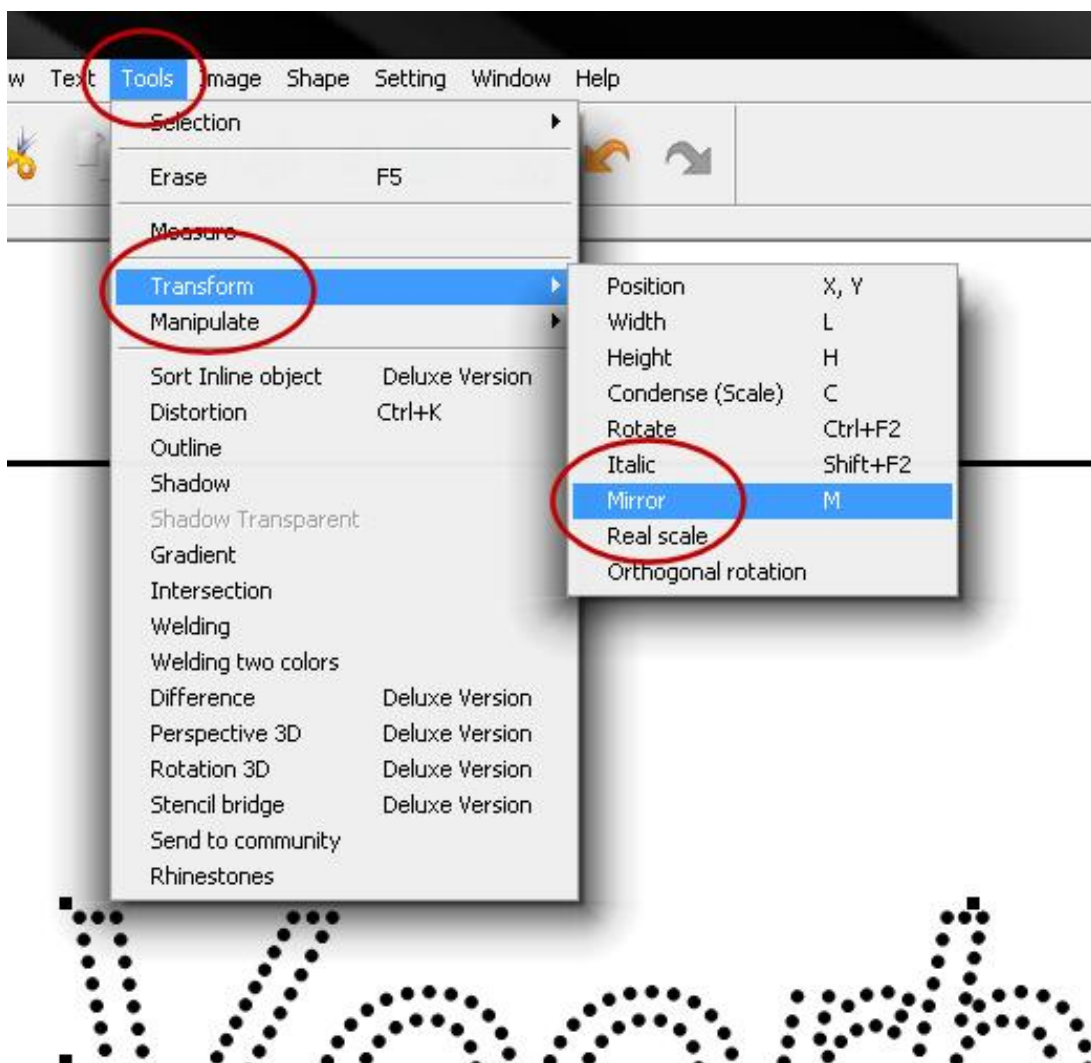 w Text Tools Image Shape Setting Window Help
Selection
Erase F5
Measure
Transform
Manipulate
Sort Inline object Deluxe Version
Distortion Ctrl+K
Outline
Shadow
Shadow Transparent
Gradient
Intersection
Welding
Welding two colors
Difference Deluxe Version
Perspective 3D Deluxe Version
Rotation 3D Deluxe Version
Stencil bridge Deluxe Version
Send to community
Rhinestones
Position X, Y
Width L
Height H
Condense (Scale) C
Rotate Ctrl+F2
Italic Shift+F2
Mirror M
Real scale
Orthogonal rotation